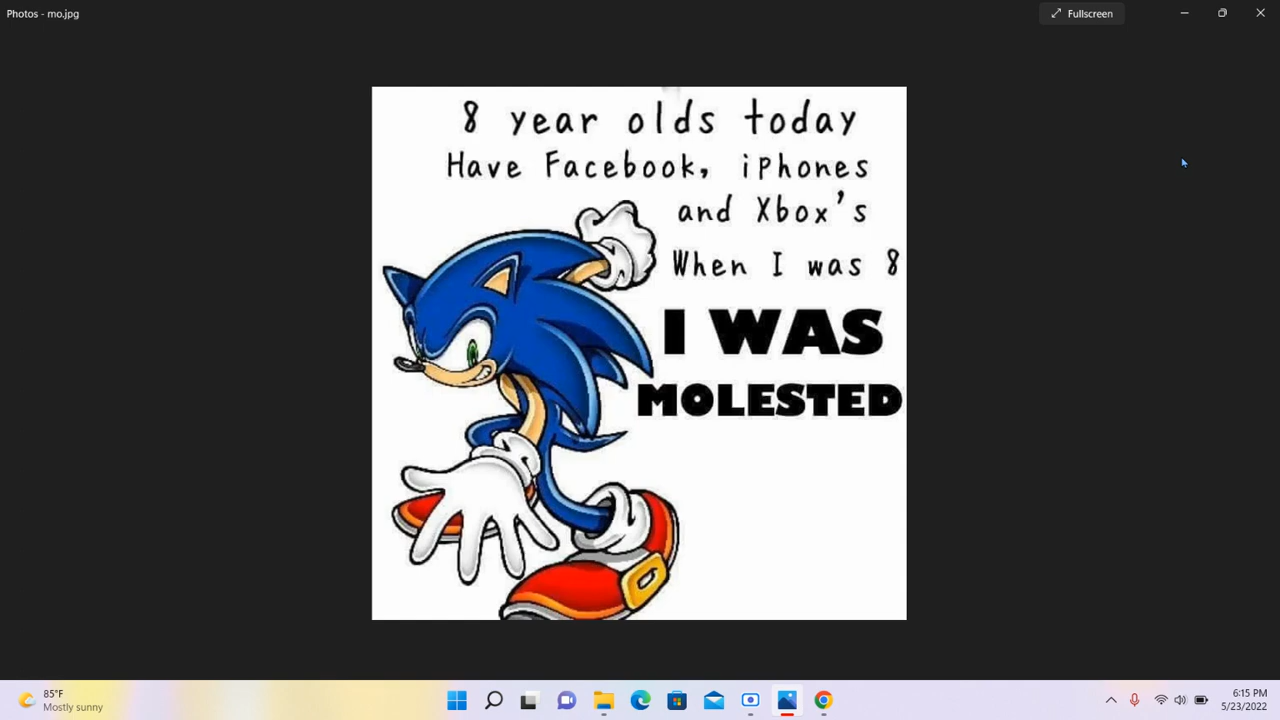 Photos - mo.jpg
Fullscreen
8 year olds today
Have Facebook, iPhones
and Xbox's
When I was 8
I WAS
MOLESTED
85°F
Mostly sunny
6:15 PM
5/23/2022